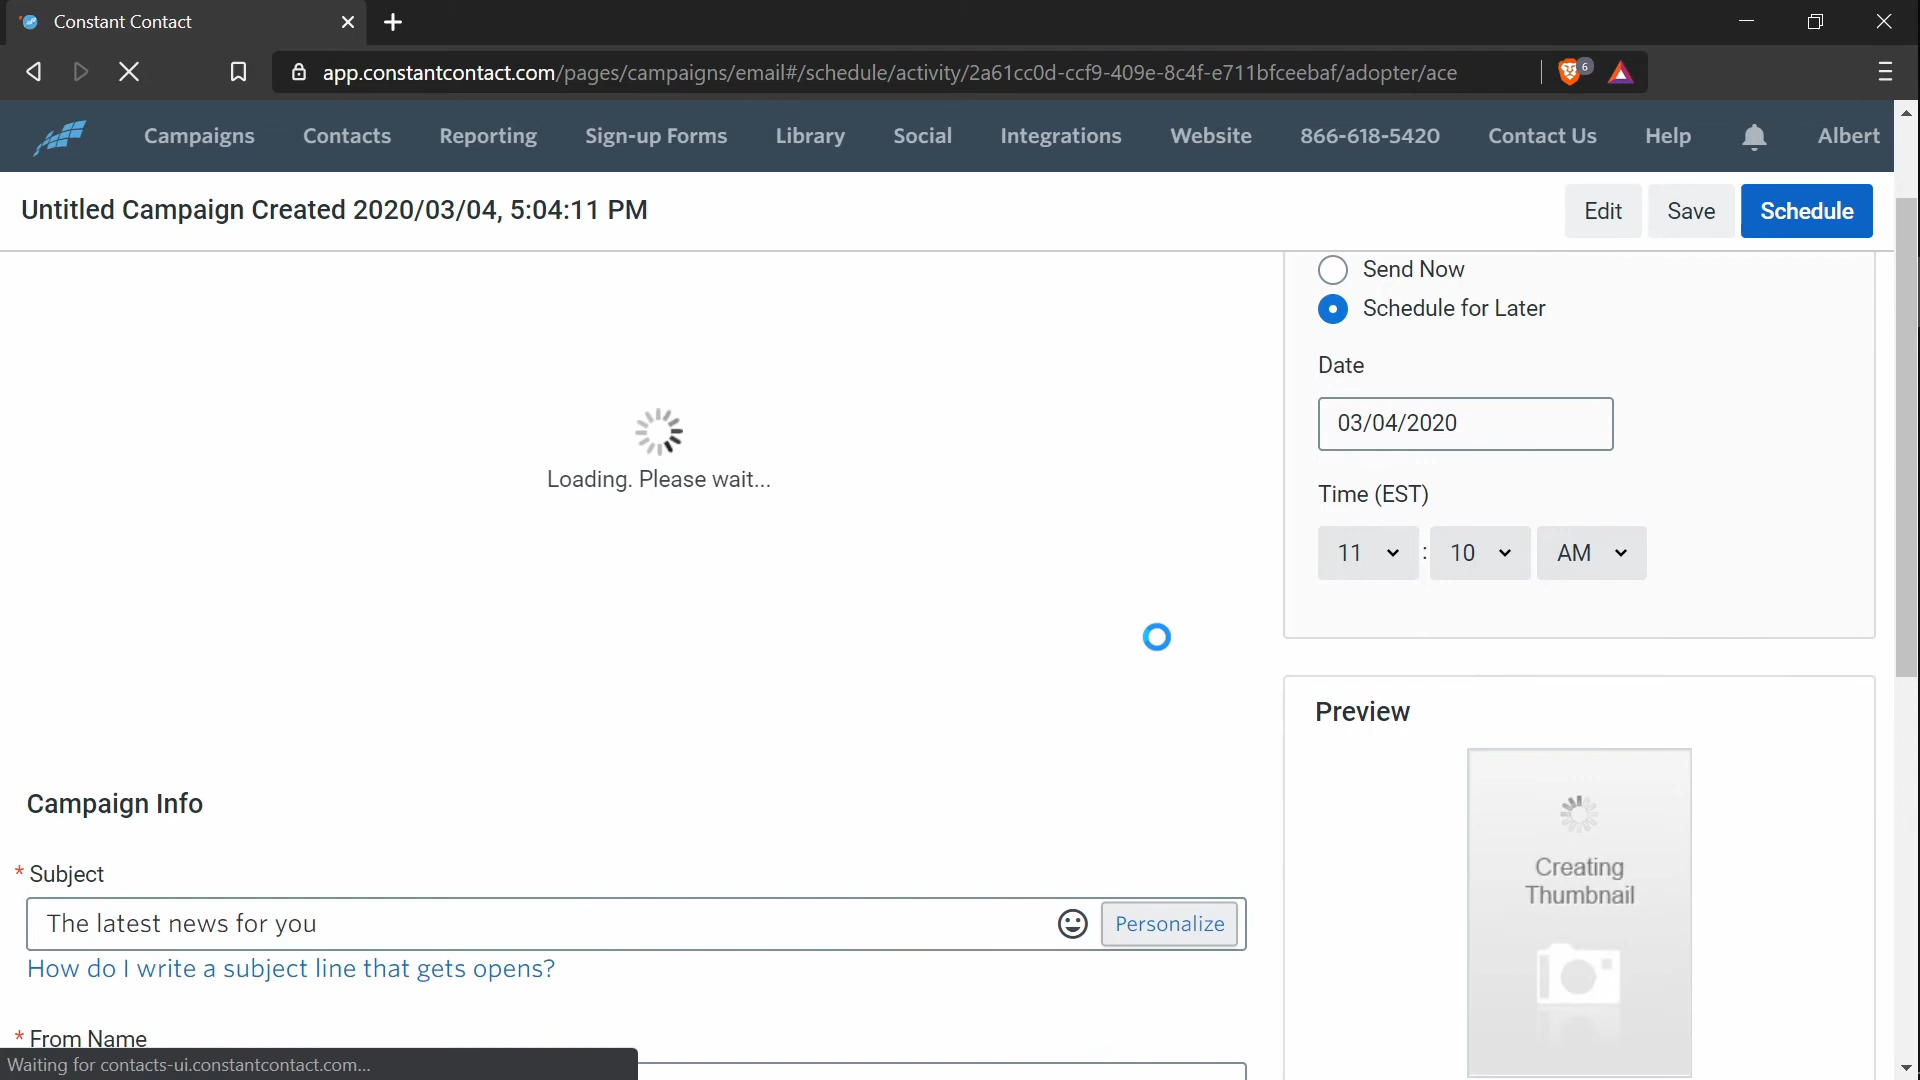 Constant Contact
app.constantcontact.com/pages/campaigns/email#/schedule/activity/2a61cc0d-ccf9-409e-8c4f-e711bfceebaf/adopter/ace
6
Campaigns Contacts Reporting Sign-up Forms Library Social Integrations Website 866-618-5420 Contact Us Help Albert
Untitled Campaign Created 2020/03/04, 5:04:11 PM
Edit Save Schedule
Send Now
Schedule for Later
Date
03/04/2020
Time (EST)
11 : 10 AM
Loading. Please wait...
Preview
Creating
Thumbnail
Campaign Info
* Subject
The latest news for you
Personalize
How do I write a subject line that gets opens?
* From Name
Waiting for contacts-ui.constantcontact.com...